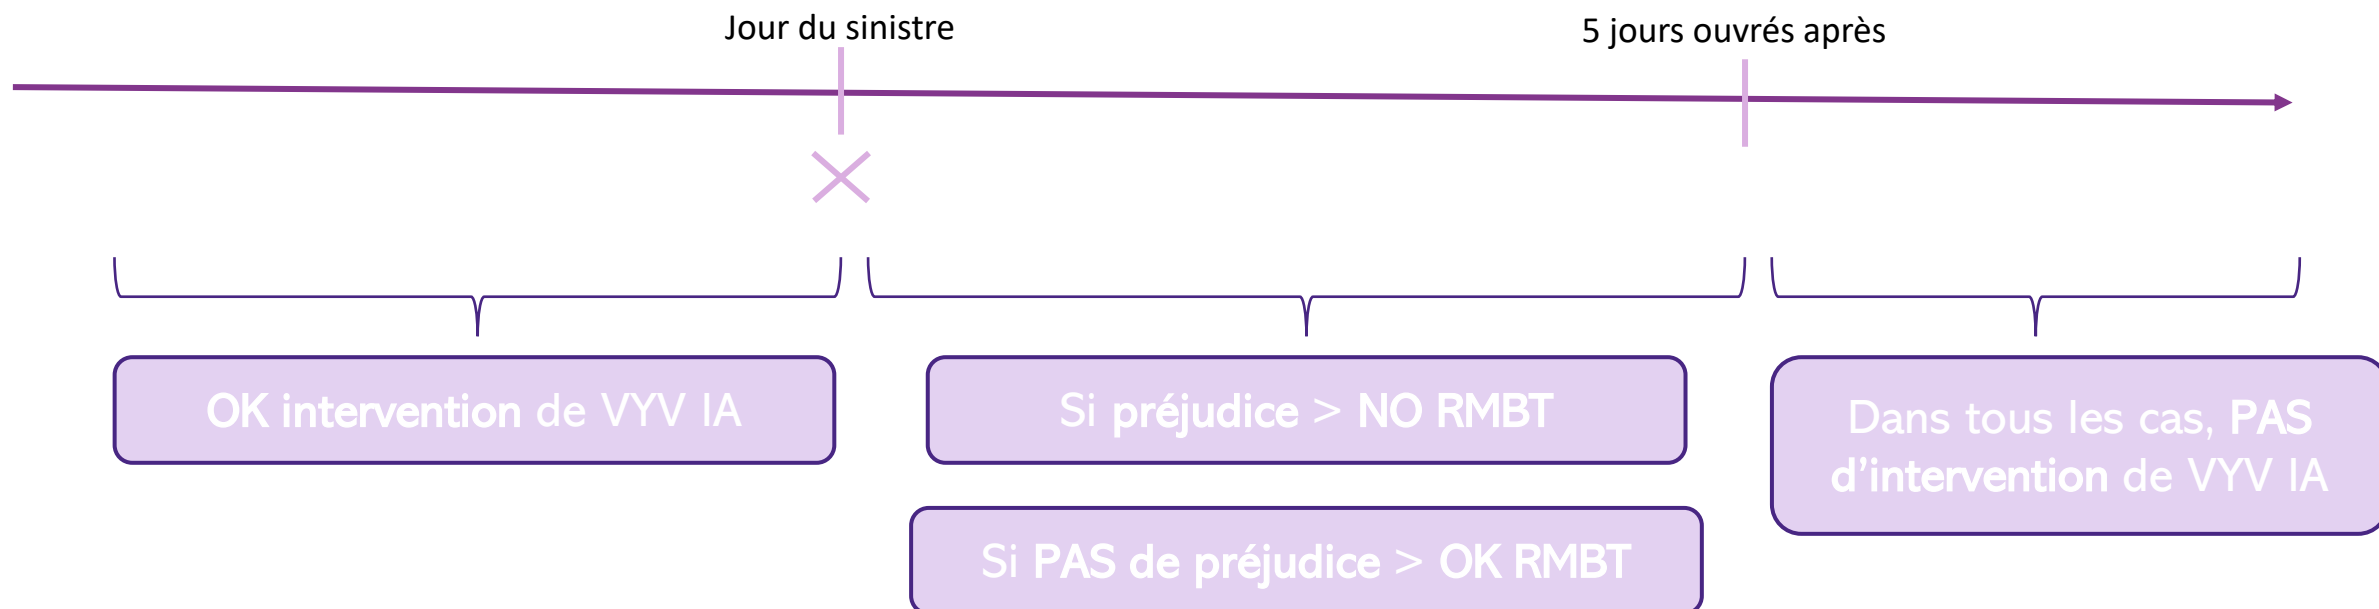 Jour du sinistre
5 jours ouvrés après
OK intervention de VYV IA
Si préjudice > NO RMBT
Si PAS de préjudice > OK RMBT
Dans tous les cas, PAS
d’intervention de VYV IA